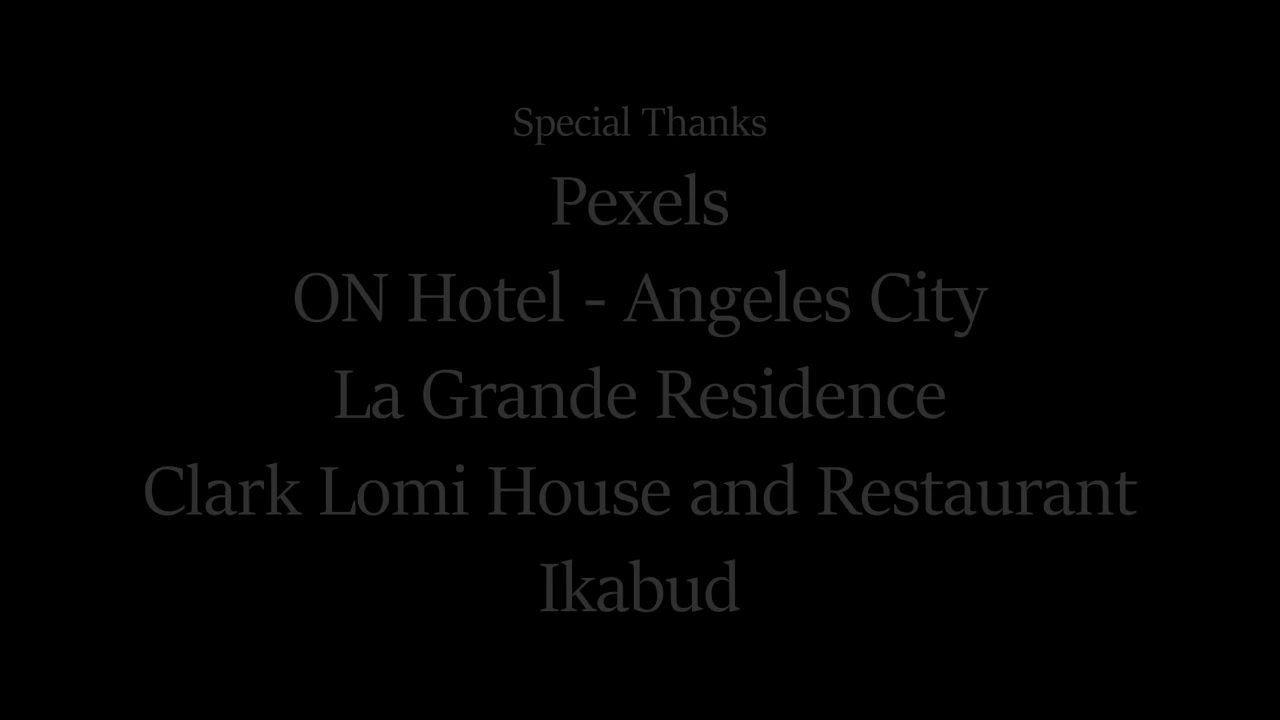 Special Thanks
Pexels
ON Hotel - Angeles City
La Grande Residence
Clark Lomi House and Restaurant
Ikabud